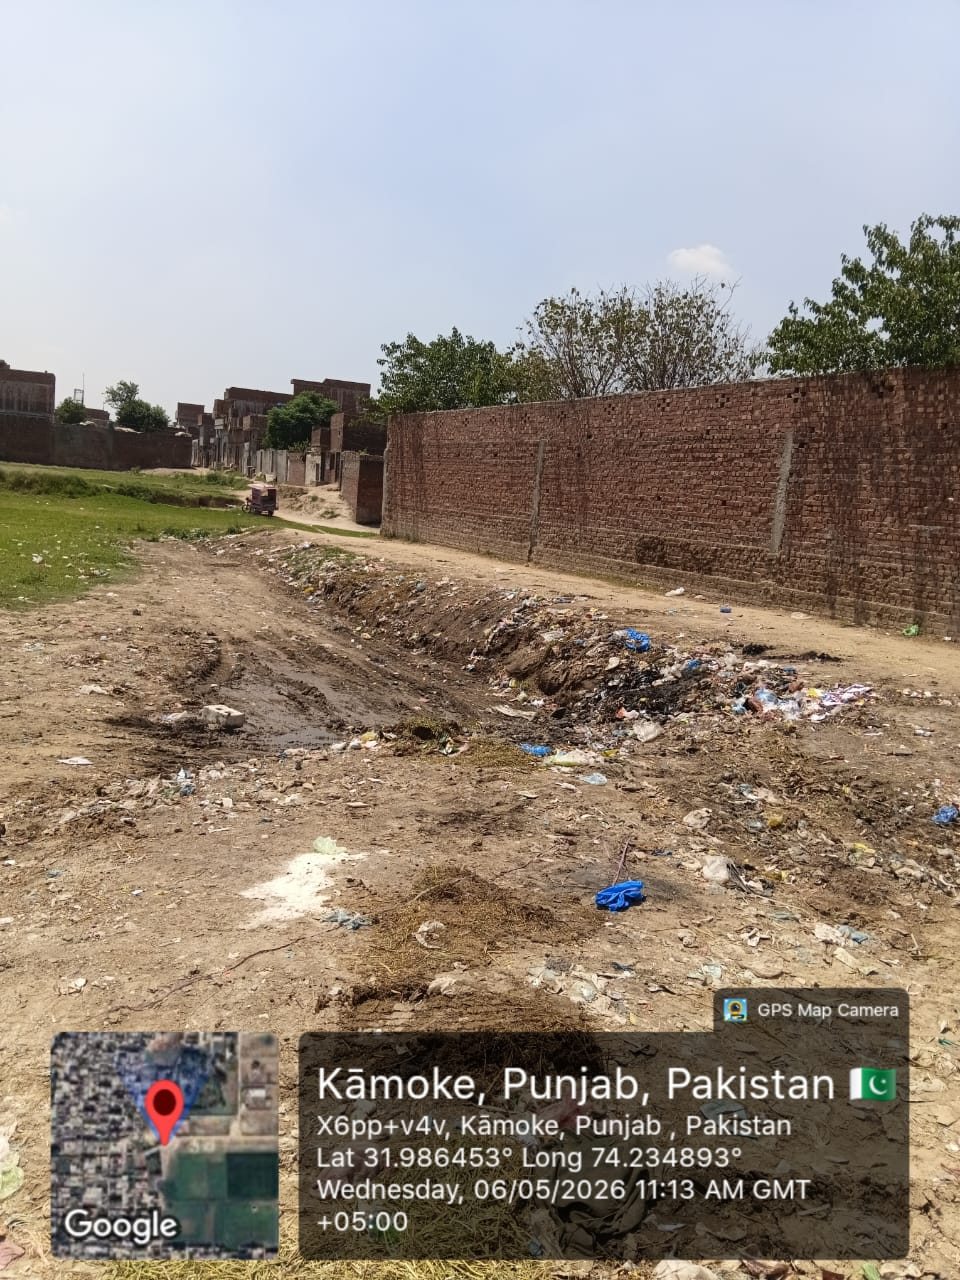 GPS Map Camera
Kāmoke, Punjab, Pakistan 🇵🇰
X6pp+v4v, Kāmoke, Punjab , Pakistan
Lat 31.986453° Long 74.234893°
Wednesday, 06/05/2026 11:13 AM GMT
+05:00
Google